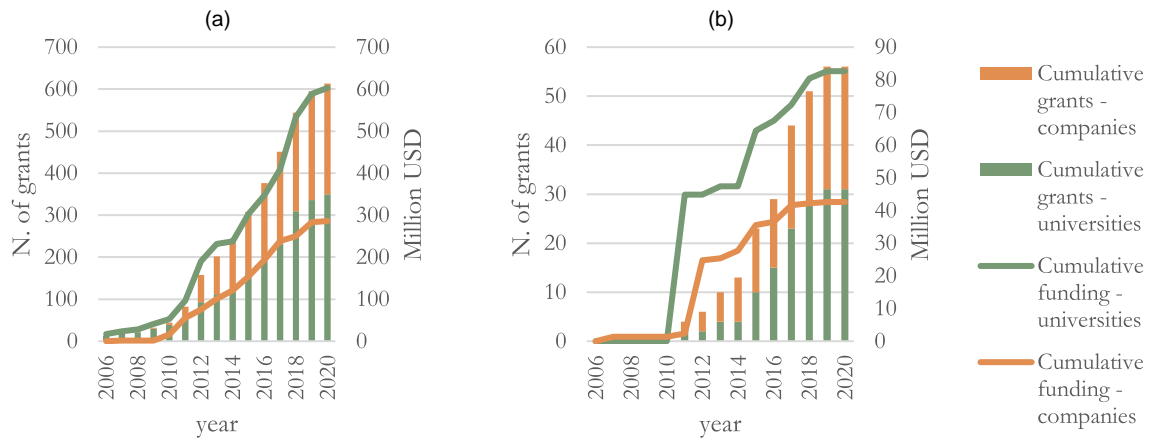 (a)
700
600
500
400
300
200
100
0
N. of grants
700
600
500
400
300
200
100
0
Million USD
2006
2008
2010
2012
2014
2016
2018
2020
year
(b)
60
50
40
30
20
10
0
N. of grants
90
80
70
60
50
40
30
20
10
0
Million USD
2006
2008
2010
2012
2014
2016
2018
2020
year
Cumulative
grants -
companies
Cumulative
grants -
universities
Cumulative
funding -
universities
Cumulative
funding -
companies